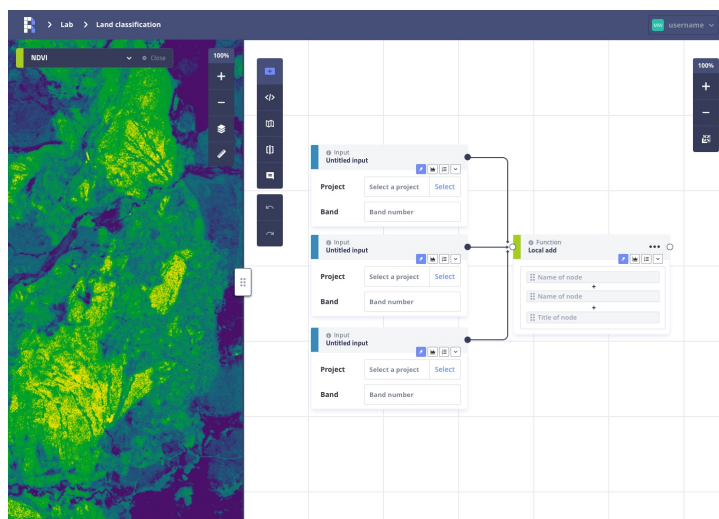 > Lab > Land classification
MW username
NDVI
Close
100%
100%
</>
Input
Untitled input
Project Select a project Select
Band Band number
Input
Untitled input
Project Select a project Select
Band Band number
Input
Untitled input
Project Select a project Select
Band Band number
Function
Local add
Name of node
+
Name of node
+
Title of node